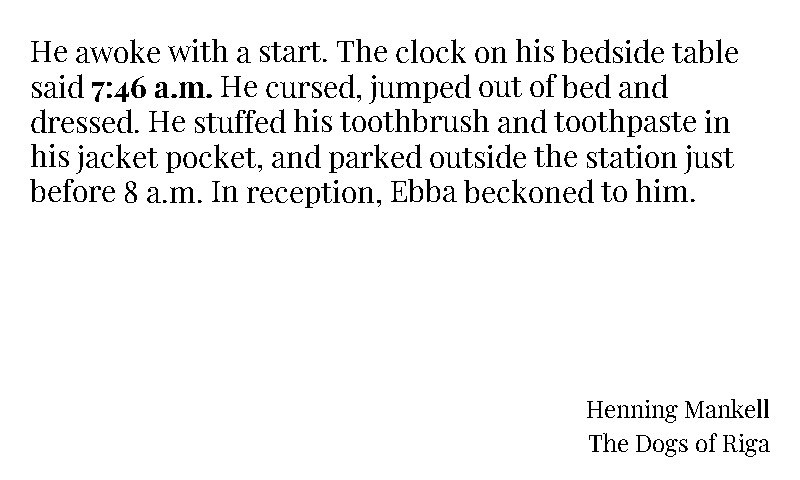 He awoke with a start. The clock on his bedside table
said 7:46 a.m. He cursed, jumped out of bed and
dressed. He stuffed his toothbrush and toothpaste in
his jacket pocket, and parked outside the station just
before 8 a.m. In reception, Ebba beckoned to him.
Henning Mankell
The Dogs of Riga